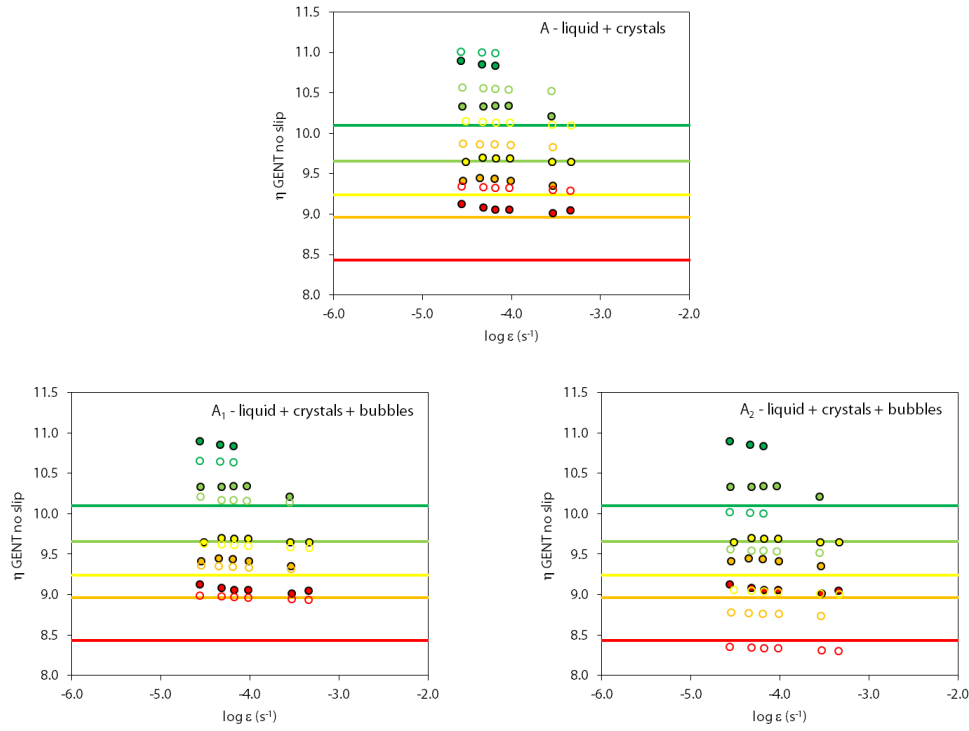 A - liquid + crystals
11.5
11.0
10.5
10.0
9.5
9.0
8.5
8.0
η GENT no slip
-6.0 -5.0 -4.0 -3.0 -2.0
log ε (s⁻¹)
A₁ - liquid + crystals + bubbles
11.5
11.0
10.5
10.0
9.5
9.0
8.5
8.0
η GENT no slip
-6.0 -5.0 -4.0 -3.0 -2.0
log ε (s⁻¹)
A₂ - liquid + crystals + bubbles
11.5
11.0
10.5
10.0
9.5
9.0
8.5
8.0
η GENT no slip
-6.0 -5.0 -4.0 -3.0 -2.0
log ε (s⁻¹)